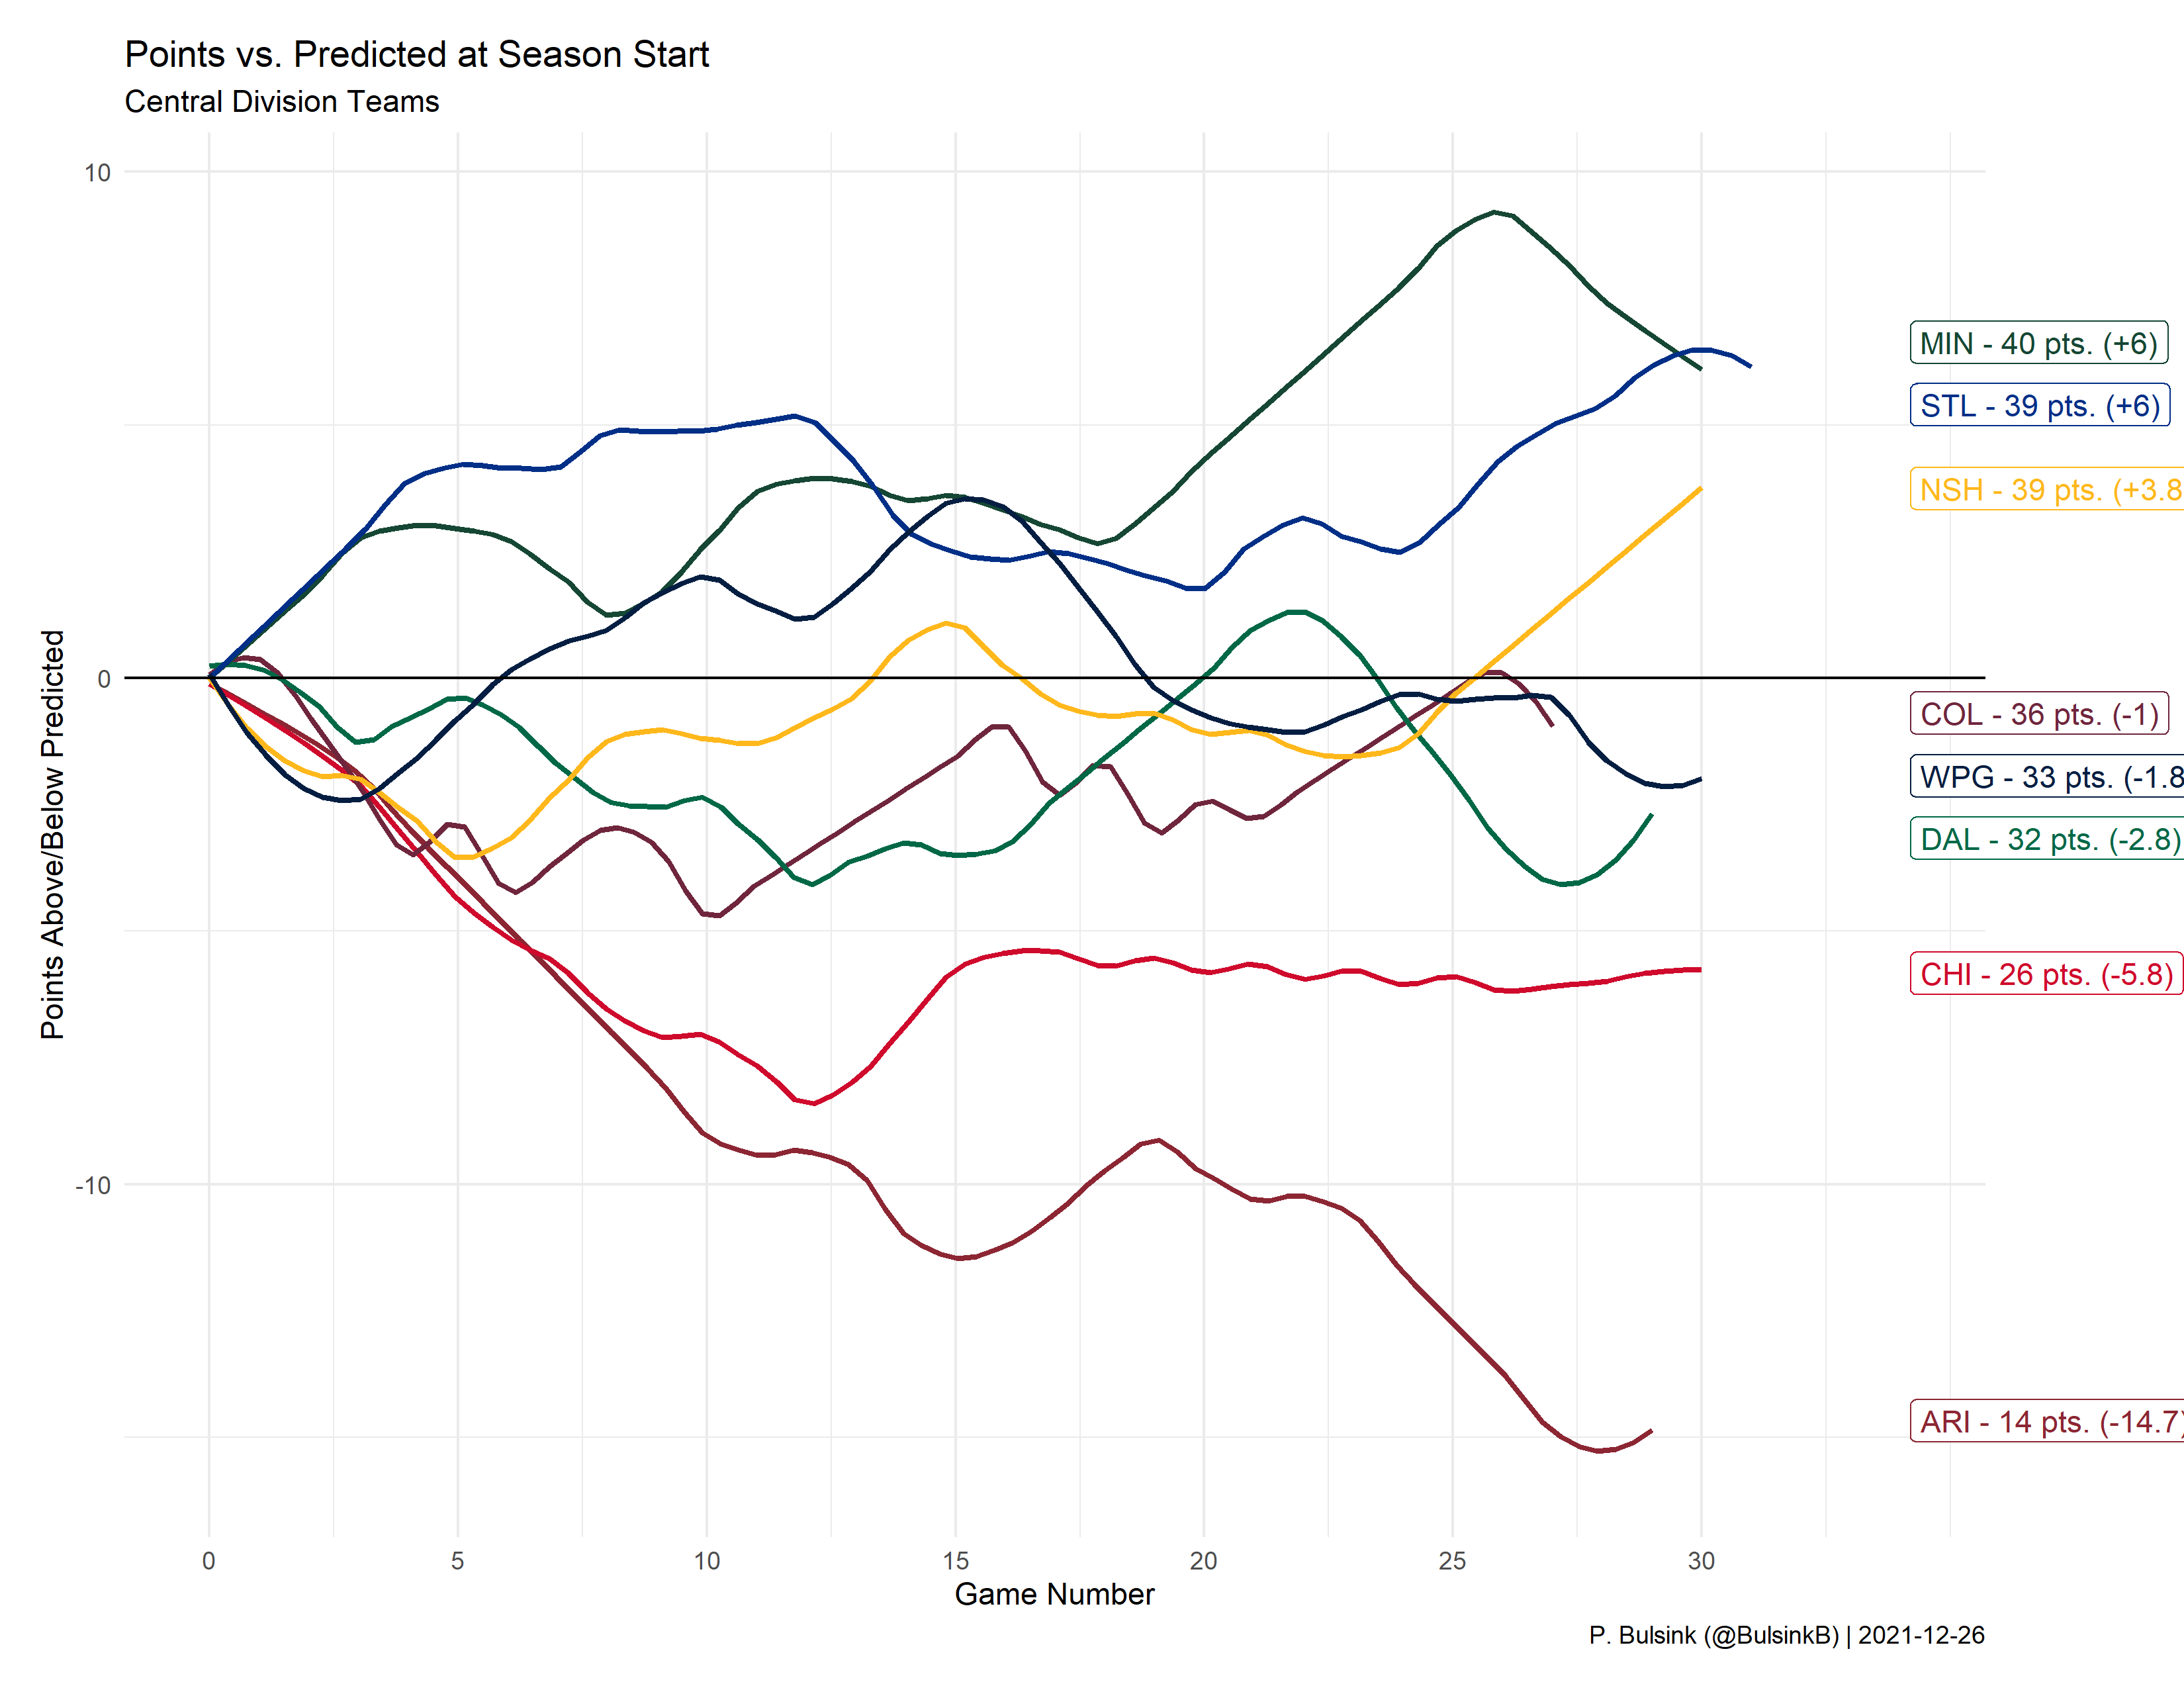 Points vs. Predicted at Season Start
Central Division Teams
Points Above/Below Predicted
10
0
-10
MIN - 40 pts. (+6)
STL - 39 pts. (+6)
NSH - 39 pts. (+3.8
COL - 36 pts. (-1)
WPG - 33 pts. (-1.8
DAL - 32 pts. (-2.8)
CHI - 26 pts. (-5.8)
ARI - 14 pts. (-14.7)
0 5 10 15 20 25 30
Game Number
P. Bulsink (@BulsinkB) | 2021-12-26